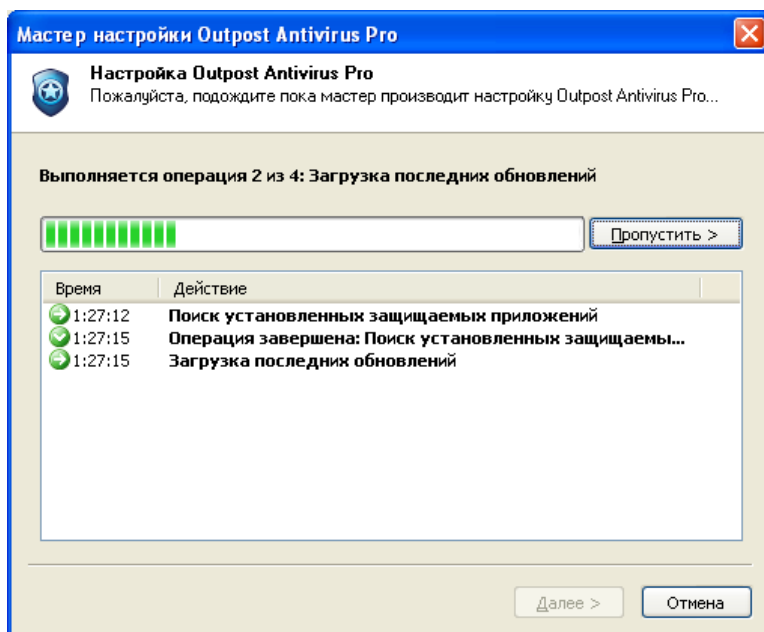 Мастер настройки Outpost Antivirus Pro
Настройка Outpost Antivirus Pro
Пожалуйста, подождите пока мастер производит настройку Outpost Antivirus Pro...
Выполняется операция 2 из 4: Загрузка последних обновлений
Пропустить >
Время Действие
1:27:12 Поиск установленных защищаемых приложений
1:27:15 Операция завершена: Поиск установленных защищаемы...
1:27:15 Загрузка последних обновлений
Далее > Отмена